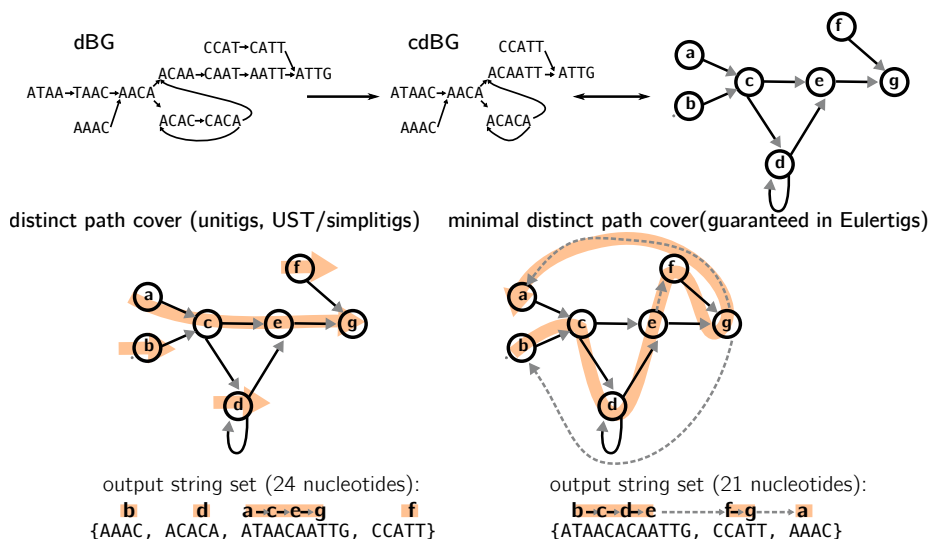 dBG
cdBG
CCAT→CATT
CCATT
ACAA→CAAT→AATT→ATTG
ACAATT→ATTG
ATAA→TAAC→AACA
ATAAC→AACA
ACAC→CACA
ACACA
AAAC
AAAC
a
b
c
d
e
f
g
distinct path cover (unitigs, UST/simplitigs)
minimal distinct path cover(guaranteed in Eulertigs)
a
b
c
d
e
f
g
a
b
c
d
e
f
g
output string set (24 nucleotides):
b d a–c–e–g f
{AAAC, ACACA, ATAACAATTG, CCATT}
output string set (21 nucleotides):
b–c–d–e f–g a
{ATAACACAATTG, CCATT, AAAC}